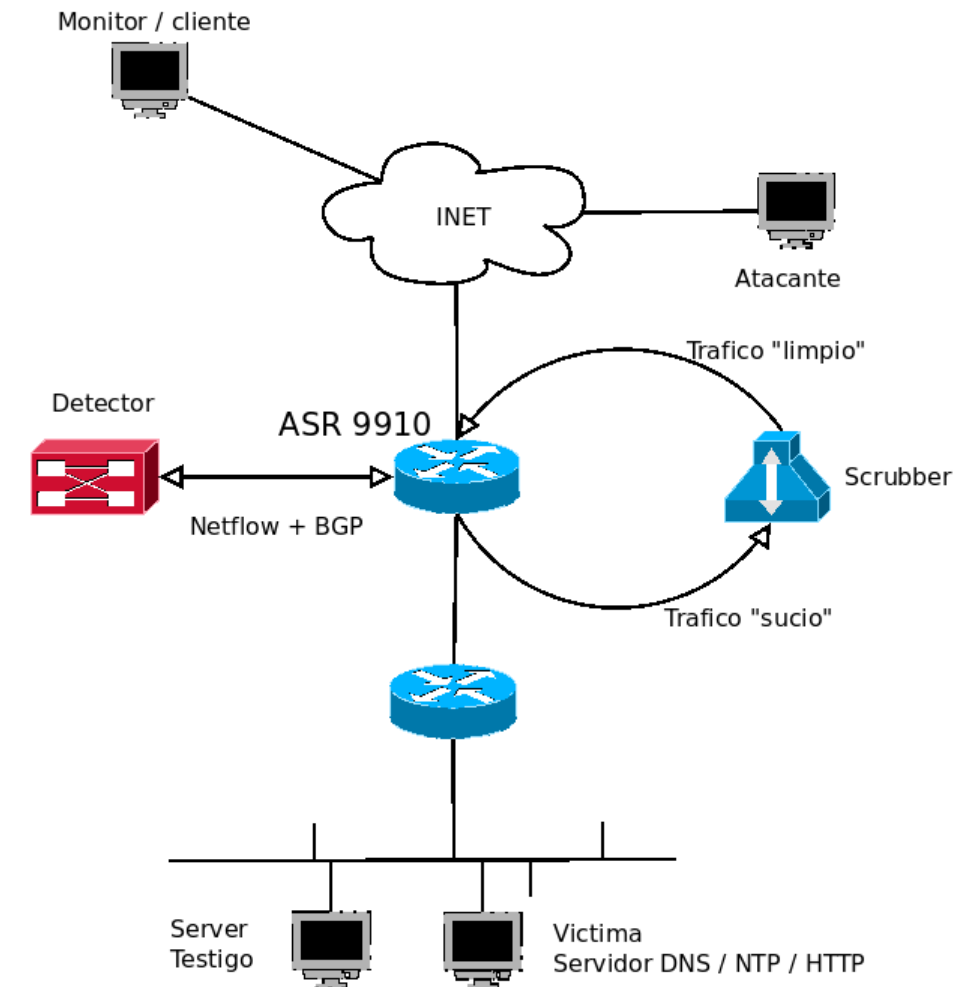 Monitor / cliente
INET
Atacante
Trafico "limpio"
Detector
ASR 9910
Scrubber
Netflow + BGP
Trafico "sucio"
Server
Testigo
Victima
Servidor DNS / NTP / HTTP